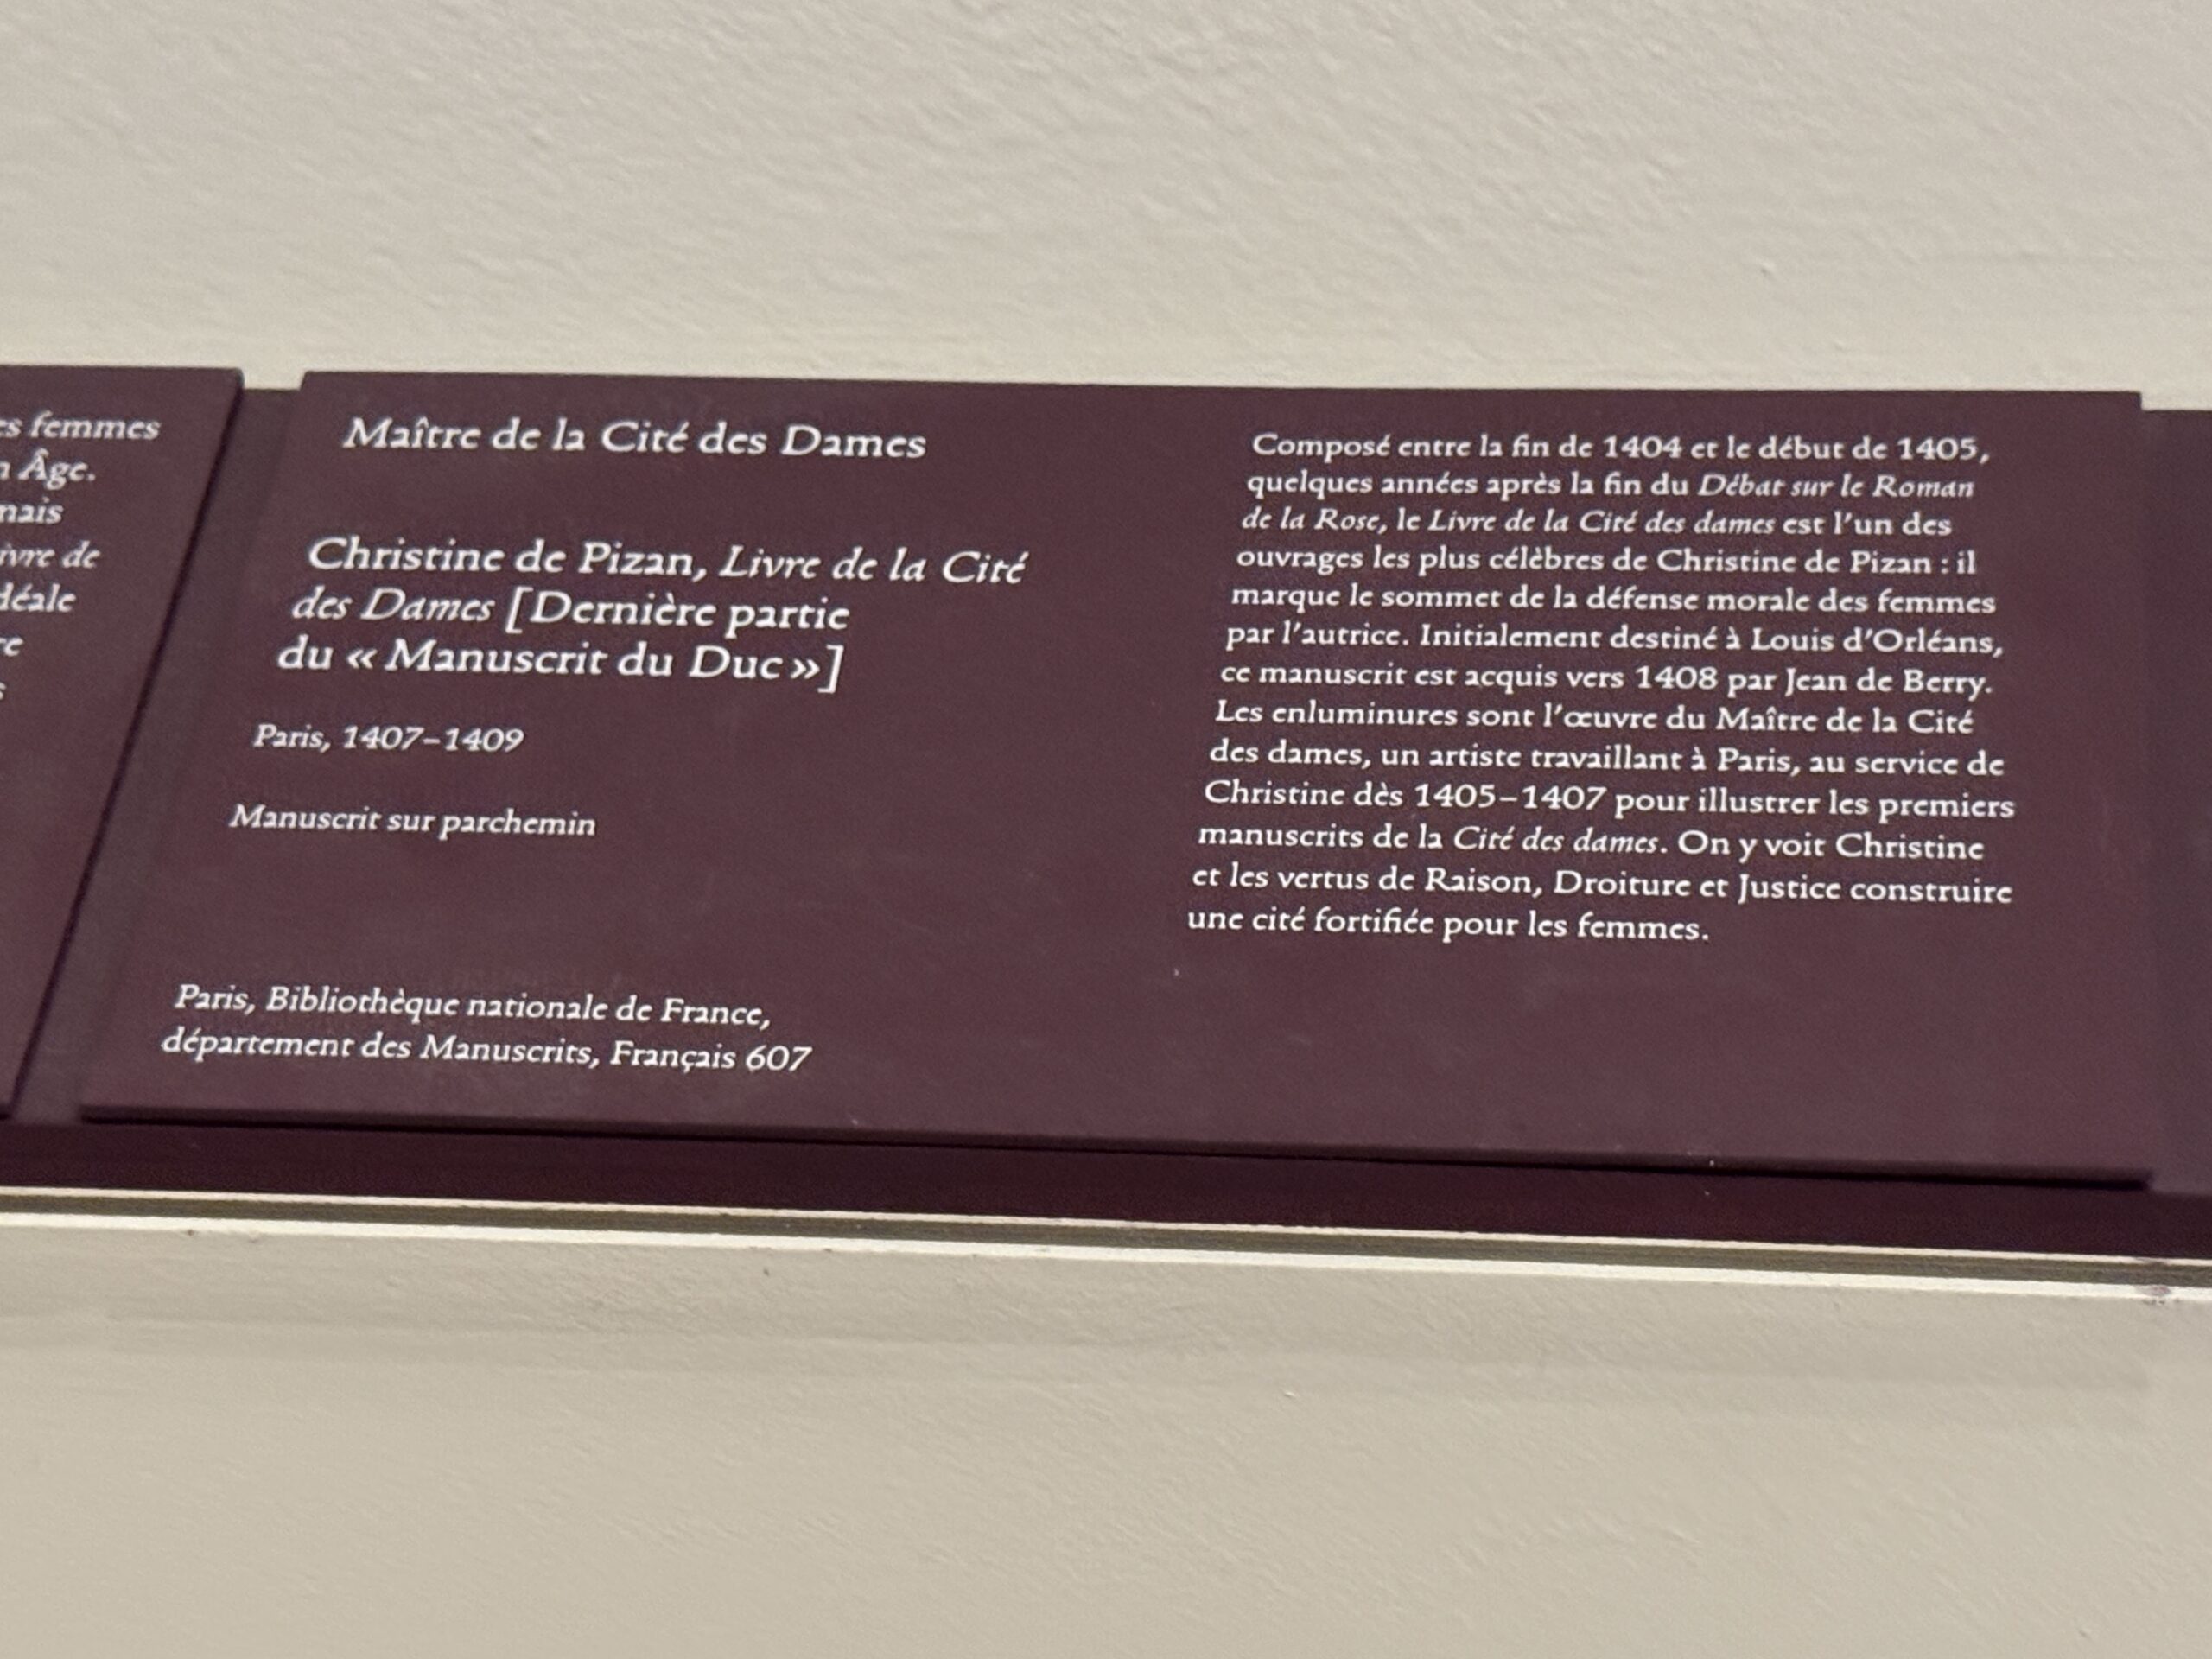 es femmes
Âge.
ivre de
Maître de la Cité des Dames
Christine de Pizan, Livre de la Cité
des Dames [Dernière partie
du « Manuscrit du Duc »]
Paris, 1407–1409
Manuscrit sur parchemin
Paris, Bibliothèque nationale de France,
département des Manuscrits, Français 607
Composé entre la fin de 1404 et le début de 1405,
quelques années après la fin du Débat sur le Roman
de la Rose, le Livre de la Cité des dames est l'un des
ouvrages les plus célèbres de Christine de Pizan : il
marque le sommet de la défense morale des femmes
par l'autrice. Initialement destiné à Louis d'Orléans,
ce manuscrit est acquis vers 1408 par Jean de Berry.
Les enluminures sont l'œuvre du Maître de la Cité
des dames, un artiste travaillant à Paris, au service de
Christine dès 1405–1407 pour illustrer les premiers
manuscrits de la Cité des dames. On y voit Christine
et les vertus de Raison, Droiture et Justice construire
une cité fortifiée pour les femmes.